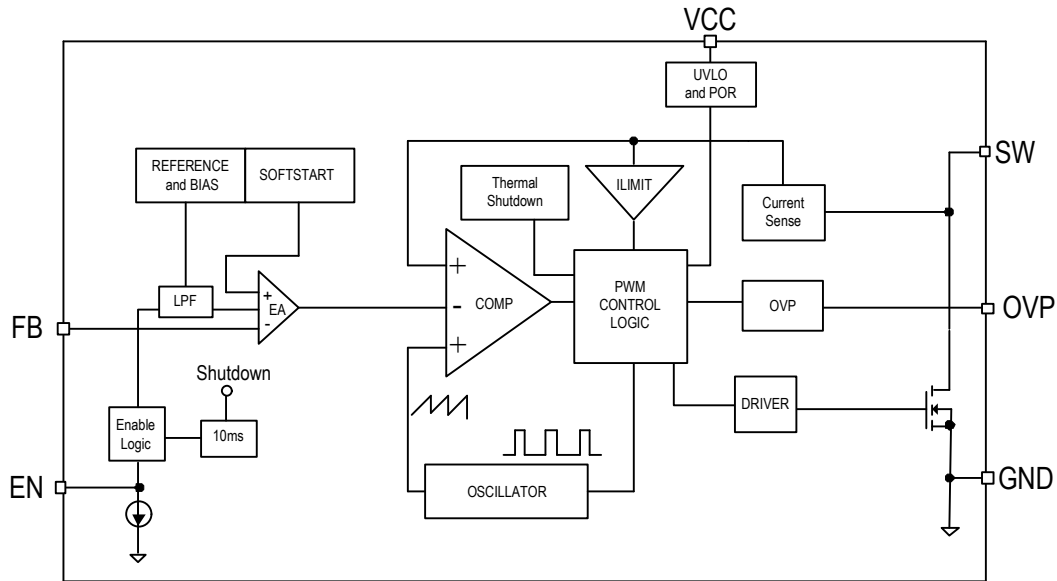 VCC
UVLO
and POR
REFERENCE
and BIAS
SOFTSTART
Thermal
Shutdown
ILIMIT
Current
Sense
SW
LPF
+
EA
-
+
-
COMP
+
PWM
CONTROL
LOGIC
OVP
OVP
FB
Shutdown
Enable
Logic
10ms
DRIVER
EN
OSCILLATOR
GND